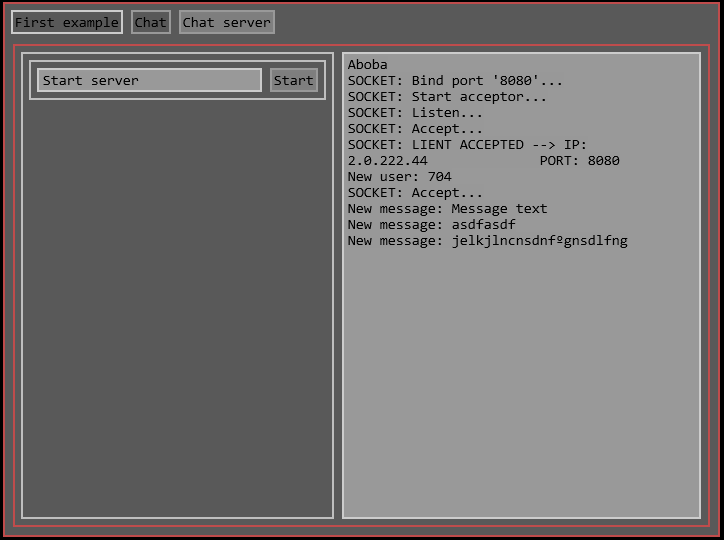 First example Chat Chat server
Start server Start
Aboba
SOCKET: Bind port '8080'...
SOCKET: Start acceptor...
SOCKET: Listen...
SOCKET: Accept...
SOCKET: LIENT ACCEPTED --> IP:
2.0.222.44 PORT: 8080
New user: 704
SOCKET: Accept...
New message: Message text
New message: asdfasdf
New message: jelkjlncnsdnfºgnsdlfng